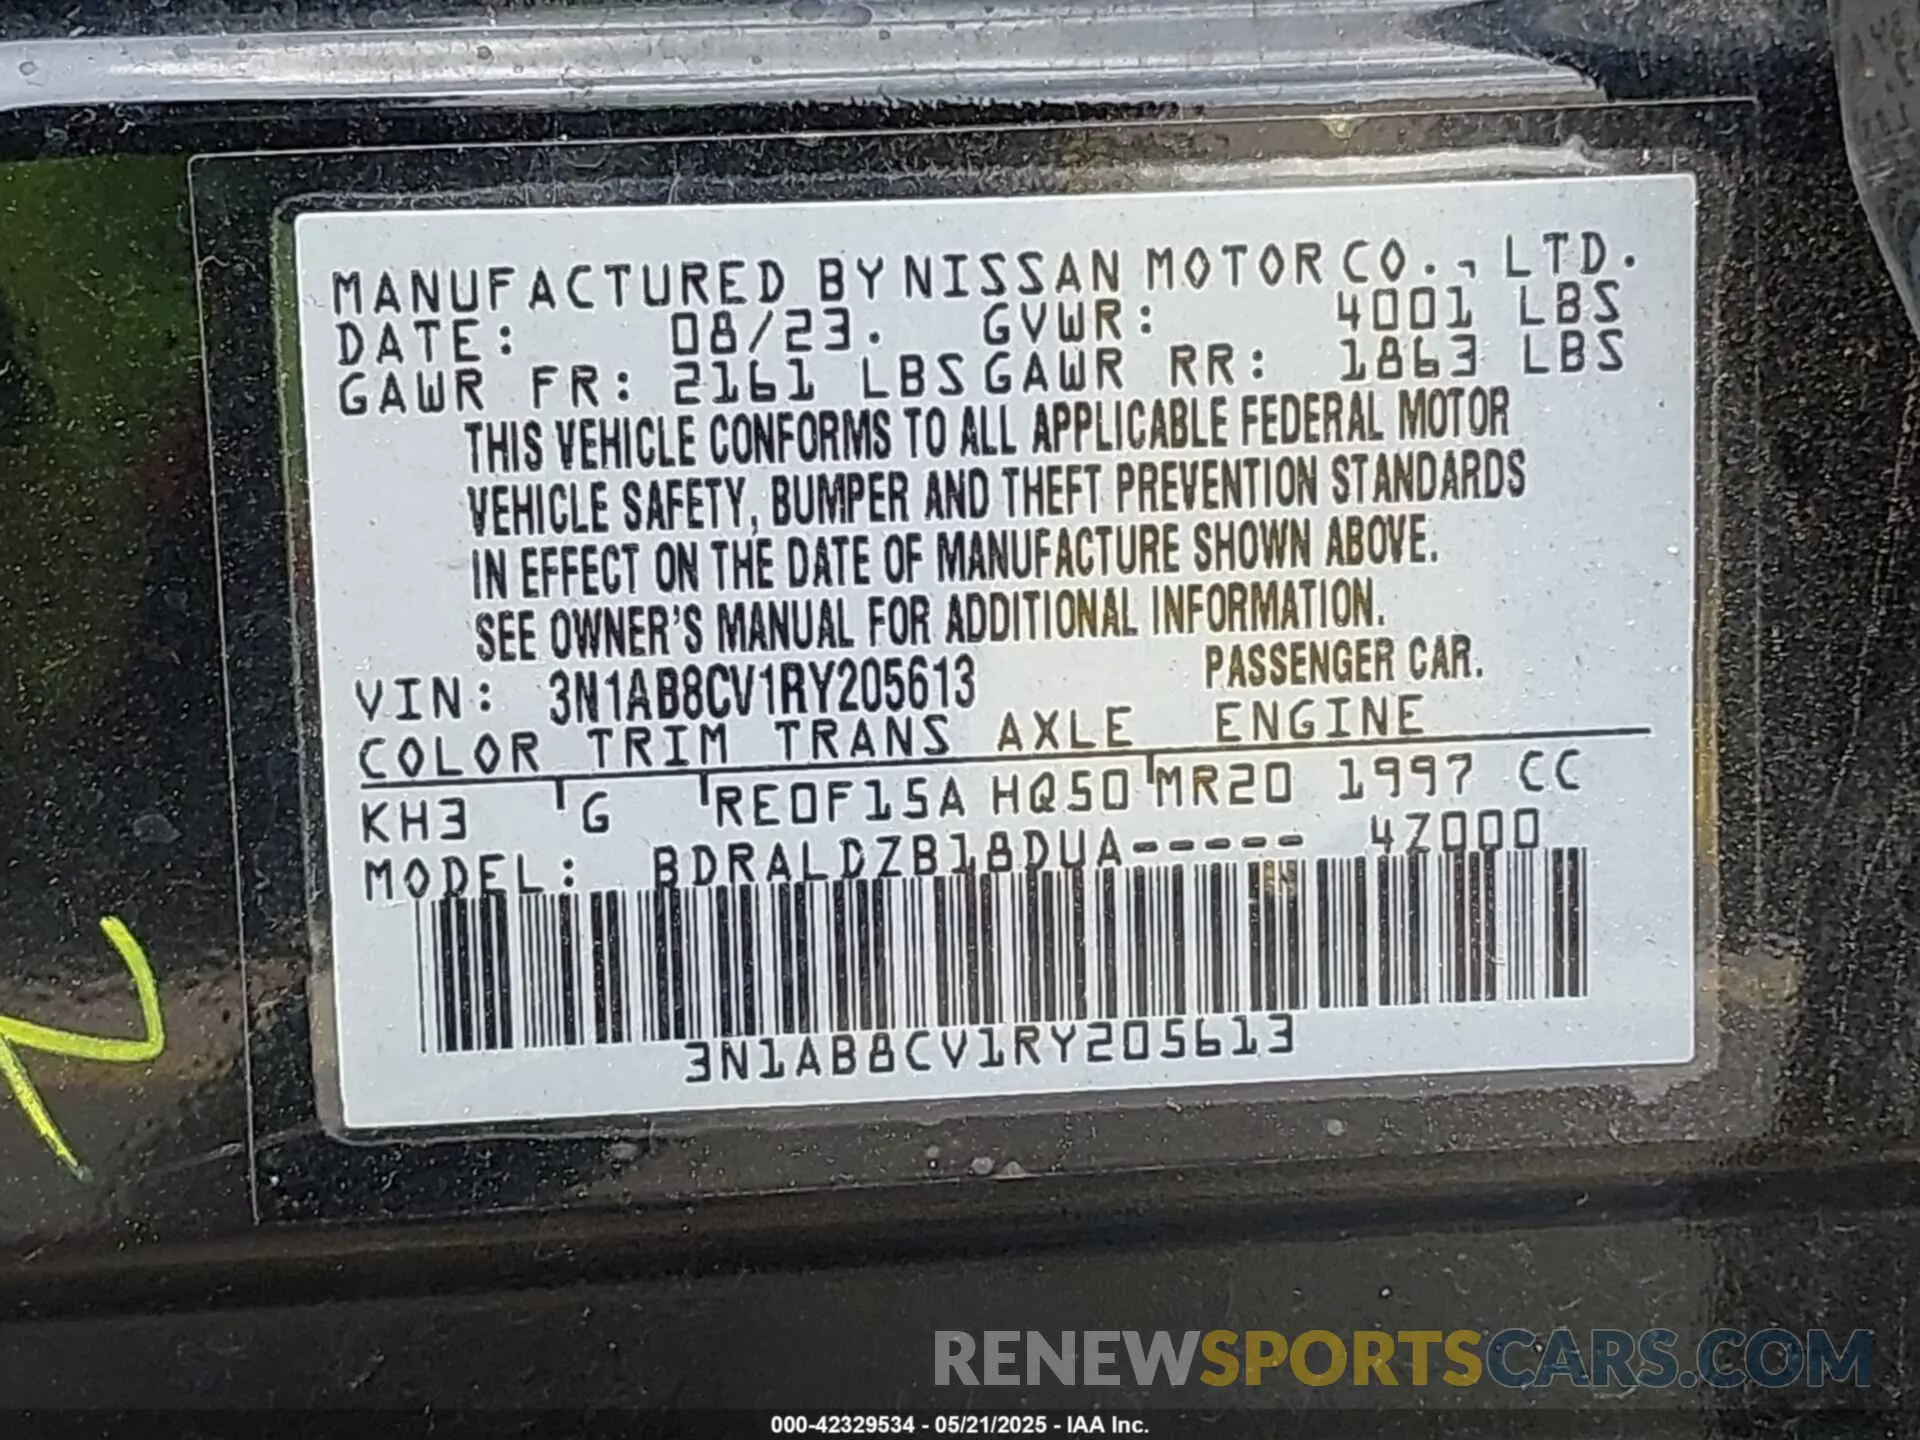 MANUFACTURED BY NISSAN MOTOR CO., LTD.
DATE: 08/23. GVWR: 4001 LBS
GAWR FR: 2161 LBS GAWR RR: 1863 LBS
THIS VEHICLE CONFORMS TO ALL APPLICABLE FEDERAL MOTOR
VEHICLE SAFETY, BUMPER AND THEFT PREVENTION STANDARDS
IN EFFECT ON THE DATE OF MANUFACTURE SHOWN ABOVE.
SEE OWNER'S MANUAL FOR ADDITIONAL INFORMATION.
VIN: 3N1AB8CV1RY205613 PASSENGER CAR.
COLOR TRIM TRANS AXLE ENGINE
KH3 G RE0F15A HQ50 MR20 1997 CC
MODEL: BDRALDZB18DUA----- 4Z000
3N1AB8CV1RY205613
RENEWSPORTSCARS.COM
000-42329534 - 05/21/2025 - IAA Inc.